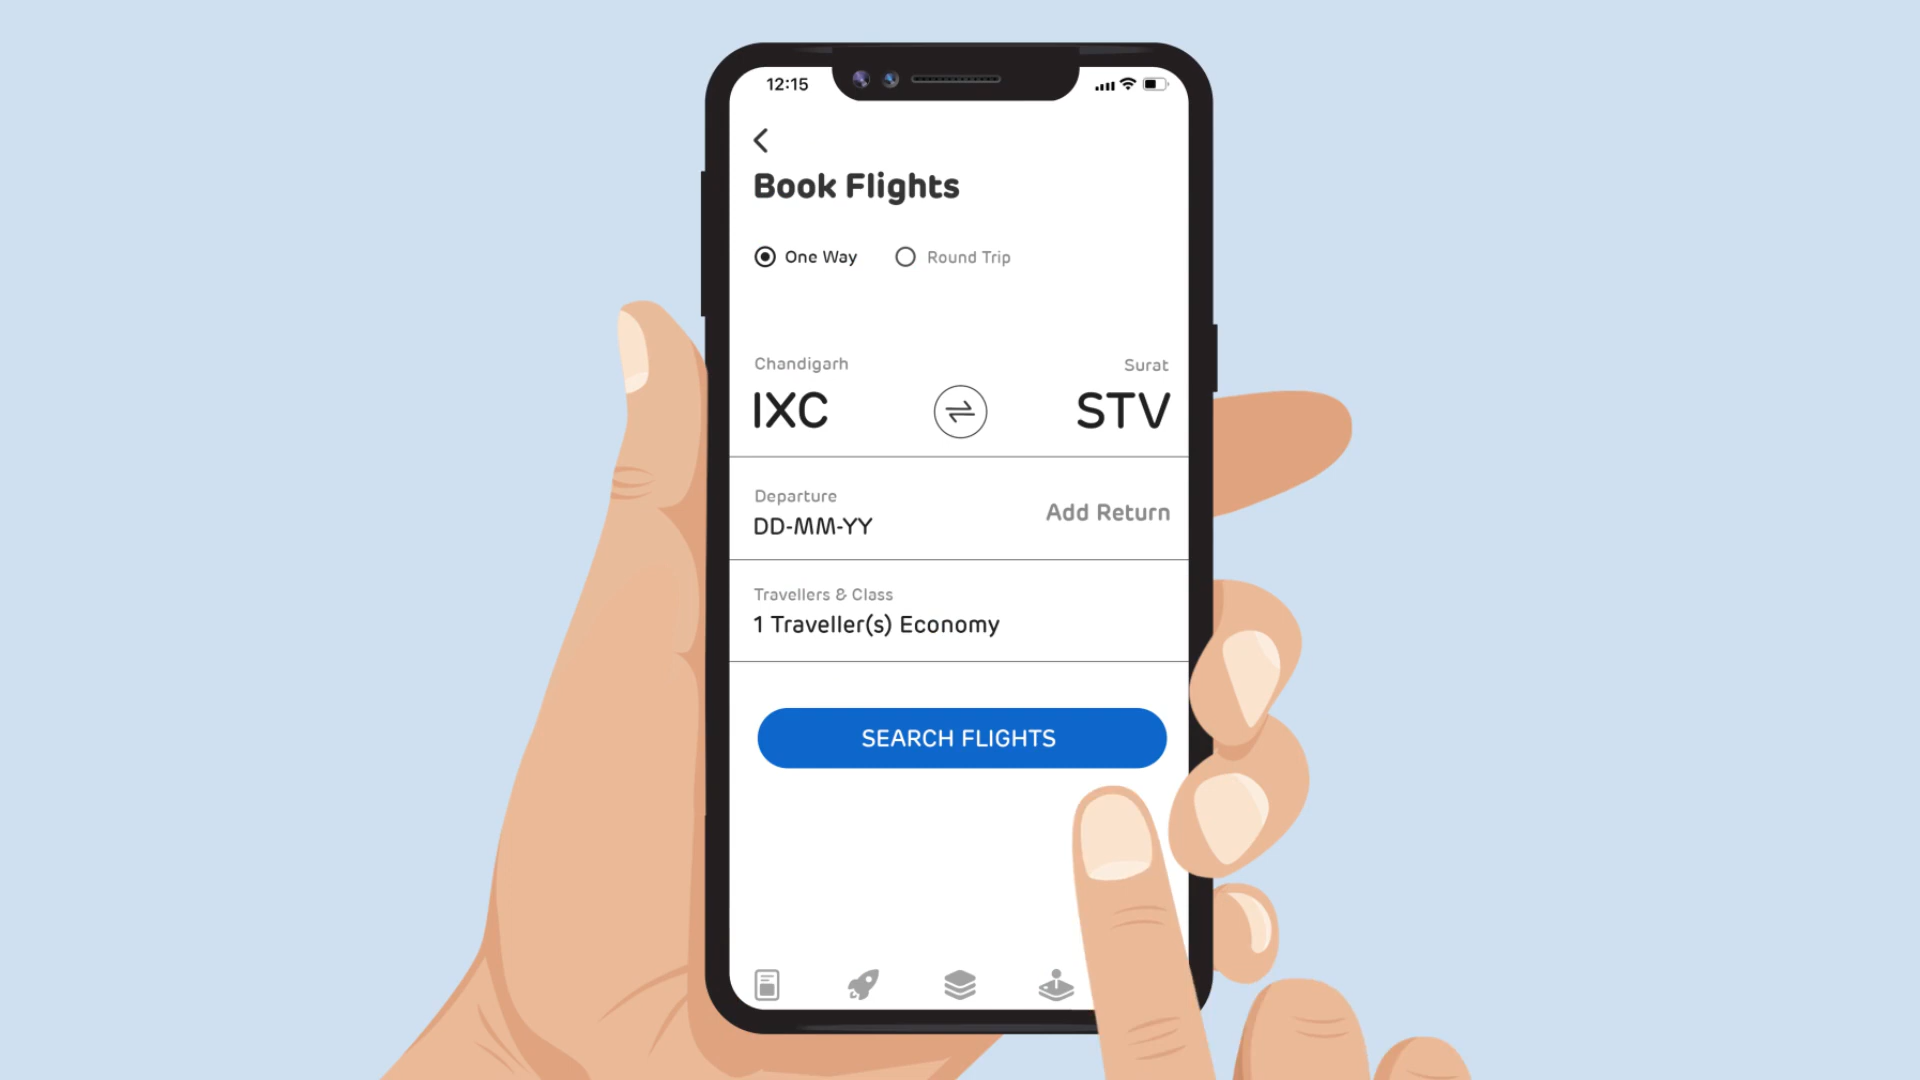 12:15
Book Flights
One Way Round Trip
Chandigarh Surat
IXC STV
Departure
DD-MM-YY Add Return
Travellers & Class
1 Traveller(s) Economy
SEARCH FLIGHTS